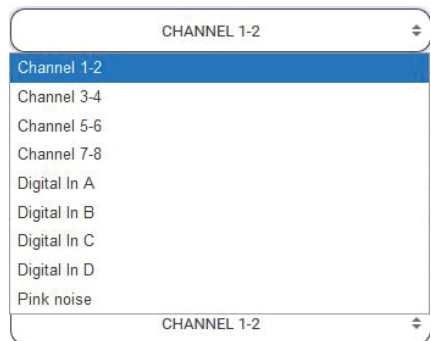 CHANNEL 1-2
Channel 1-2
Channel 3-4
Channel 5-6
Channel 7-8
Digital In A
Digital In B
Digital In C
Digital In D
Pink noise
CHANNEL 1-2